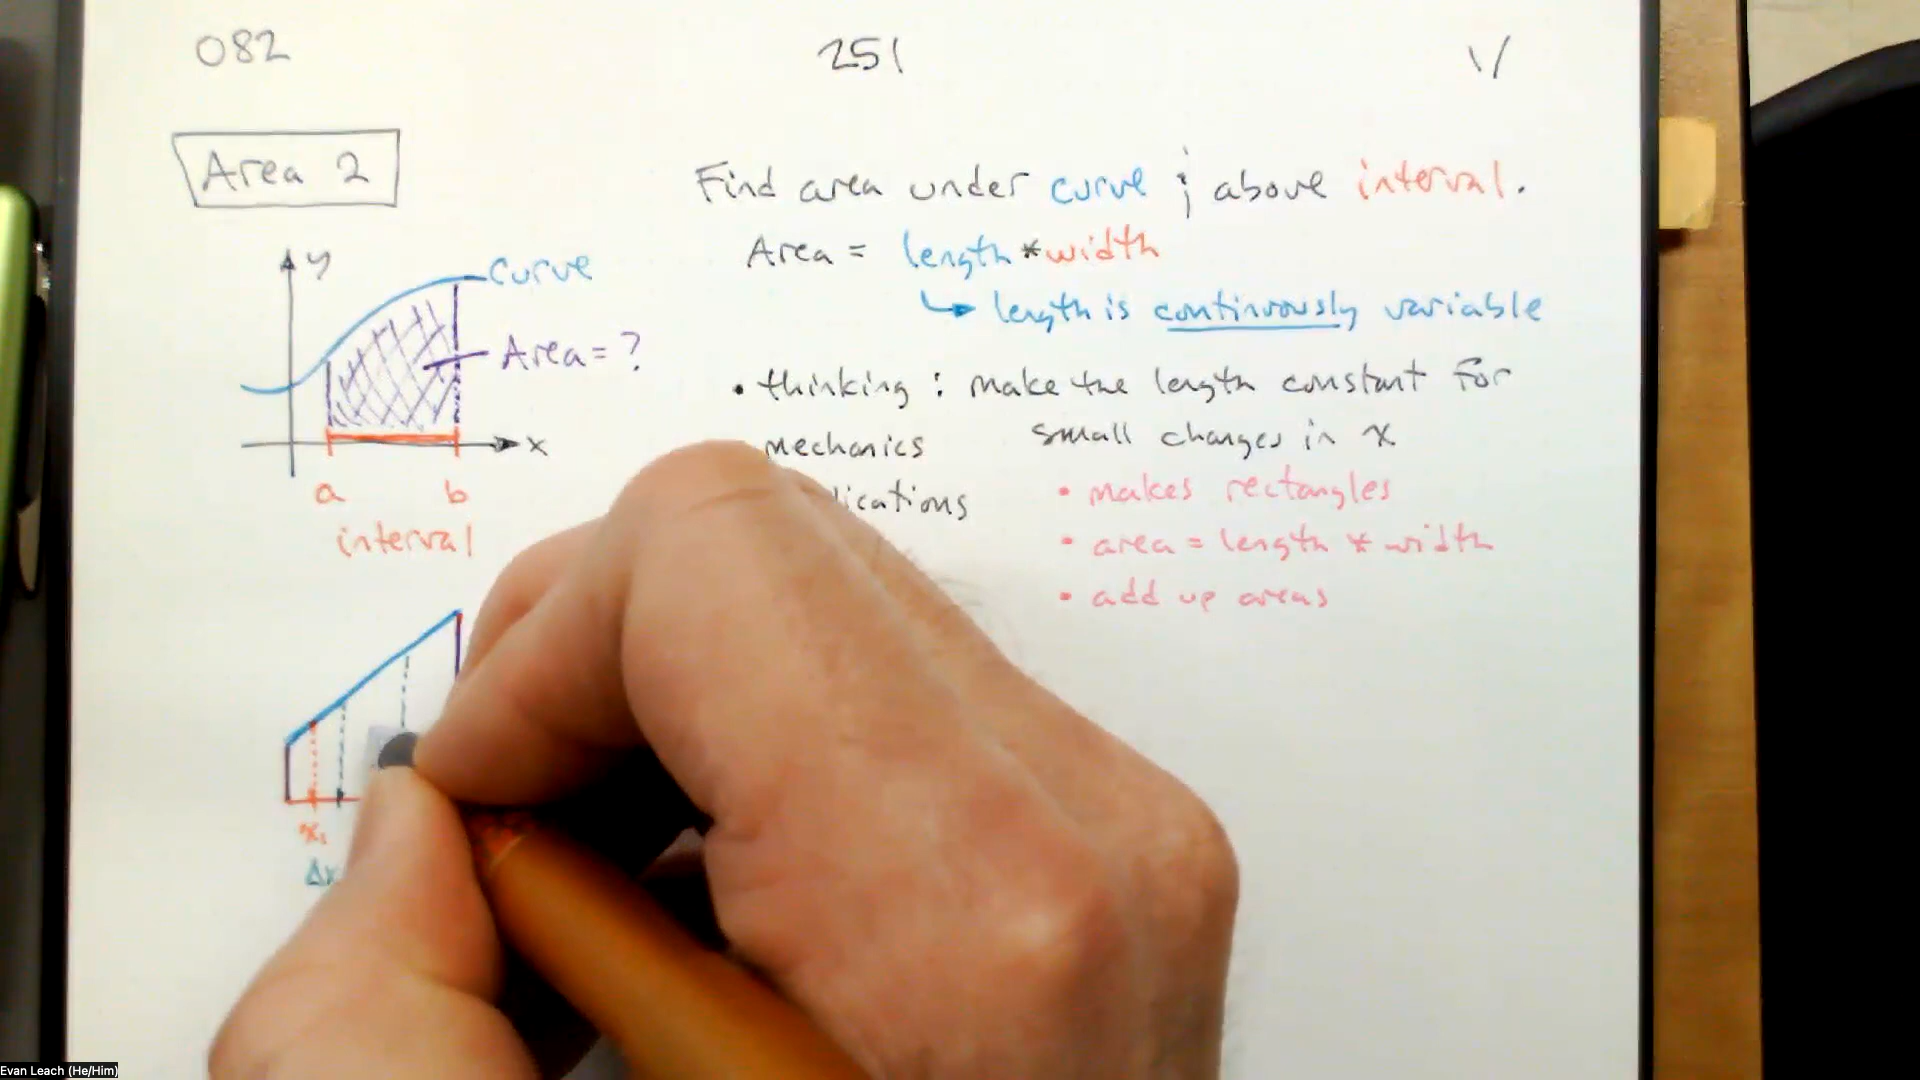 082 251 1/
Area 2
Find area under curve & above interval.
Area = length * width
↳ length is continuously variable
y
curve
Area = ?
x
a b
interval
• thinking : make the length constant for
small changes in x
mechanics
• makes rectangles
• area = length * width
• add up areas
x₁
Δx
Evan Leach (He/Him)